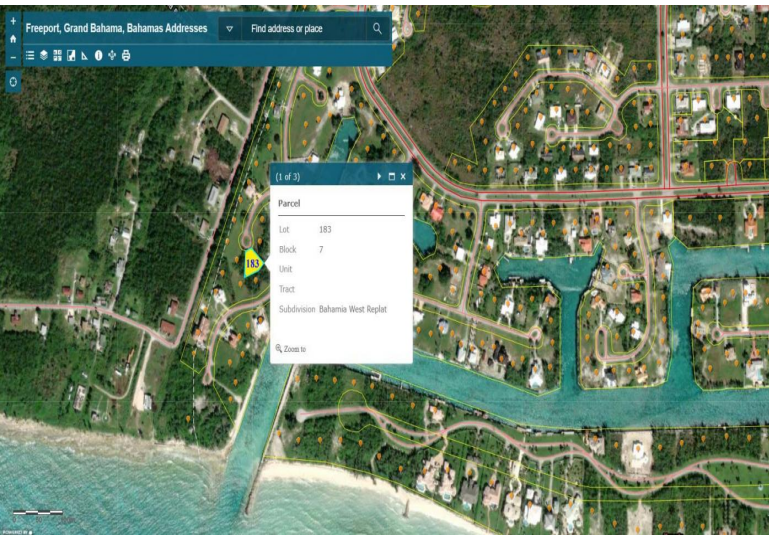 Freeport, Grand Bahama, Bahamas Addresses
Find address or place
(1 of 3)
Parcel
Lot 183
Block 7
Unit
Tract
Subdivision Bahamia West Replat
Zoom to
183